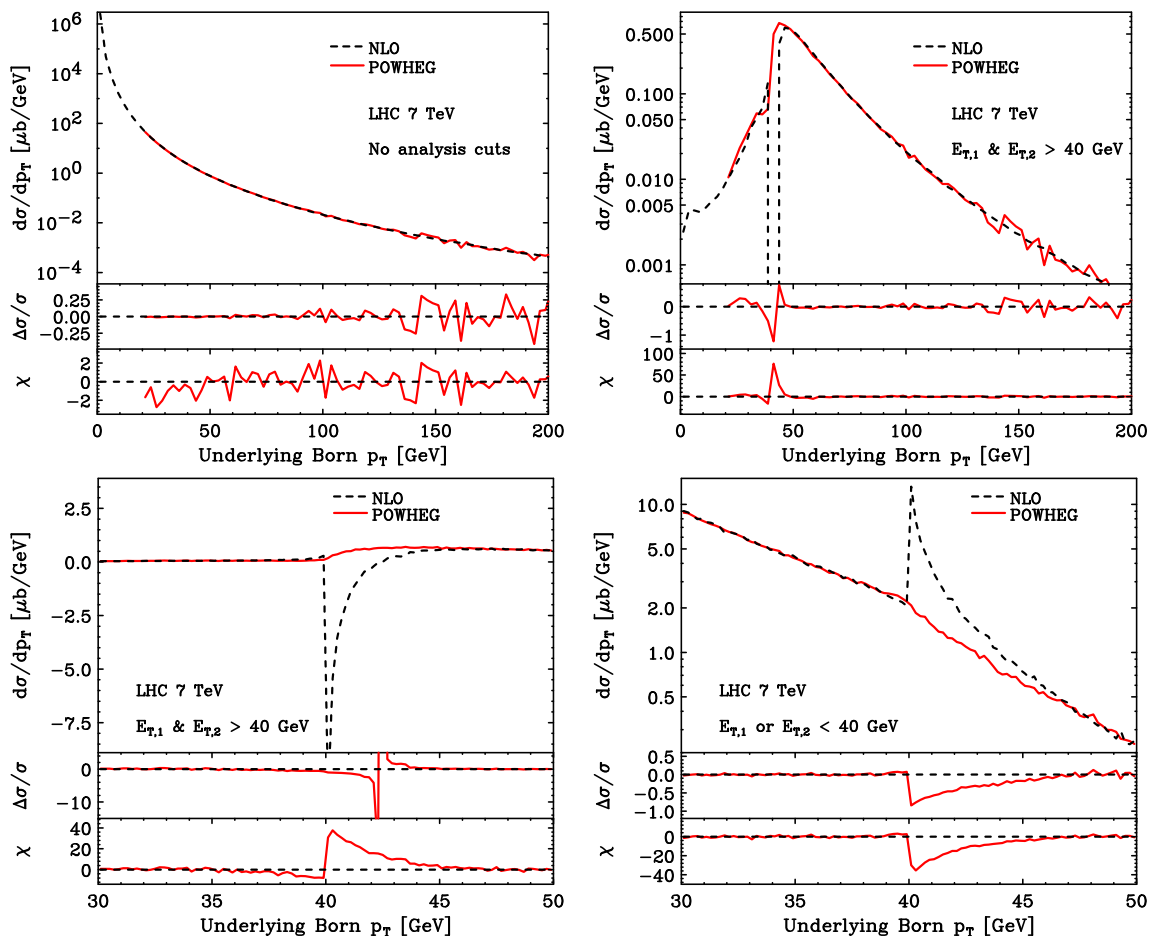 dσ/dp_T [μb/GeV]
10^6
10^4
10^2
10^0
10^−2
10^−4
NLO
POWHEG
LHC 7 TeV
No analysis cuts
Δσ/σ
0.25
0.00
−0.25
χ
2
0
−2
0 50 100 150 200
Underlying Born p_T [GeV]
dσ/dp_T [μb/GeV]
0.500
0.100
0.050
0.010
0.005
0.001
NLO
POWHEG
LHC 7 TeV
E_T,1 & E_T,2 > 40 GeV
Δσ/σ
0
−1
χ
100
50
0
0 50 100 150 200
Underlying Born p_T [GeV]
dσ/dp_T [μb/GeV]
2.5
0.0
−2.5
−5.0
−7.5
NLO
POWHEG
LHC 7 TeV
E_T,1 & E_T,2 > 40 GeV
Δσ/σ
0
−10
χ
40
20
0
30 35 40 45 50
Underlying Born p_T [GeV]
dσ/dp_T [μb/GeV]
10.0
5.0
2.0
1.0
0.5
NLO
POWHEG
LHC 7 TeV
E_T,1 or E_T,2 < 40 GeV
Δσ/σ
0.5
0.0
−0.5
−1.0
χ
0
−20
−40
30 35 40 45 50
Underlying Born p_T [GeV]